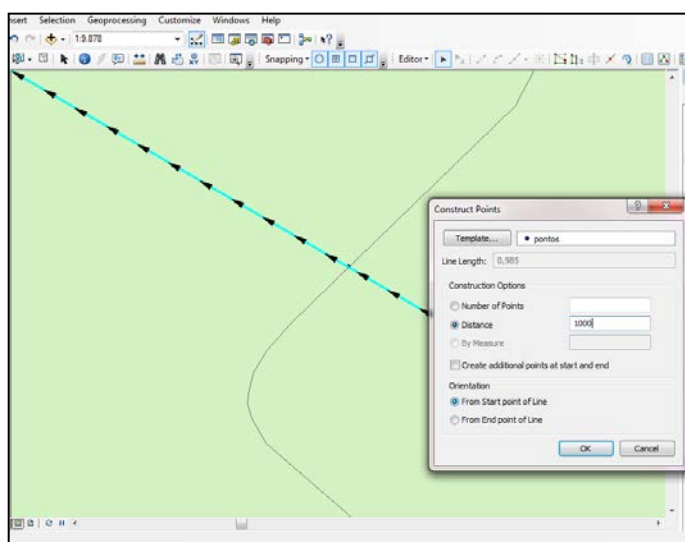 nsert Selection Geoprocessing Customize Windows Help
1:9.878
Snapping Editor
Construct Points
Template... pontos
Line Length: 0,985
Construction Options
Number of Points
Distance 1000
By Measure
Create additional points at start and end
Orientation
From Start point of Line
From End point of Line
OK Cancel